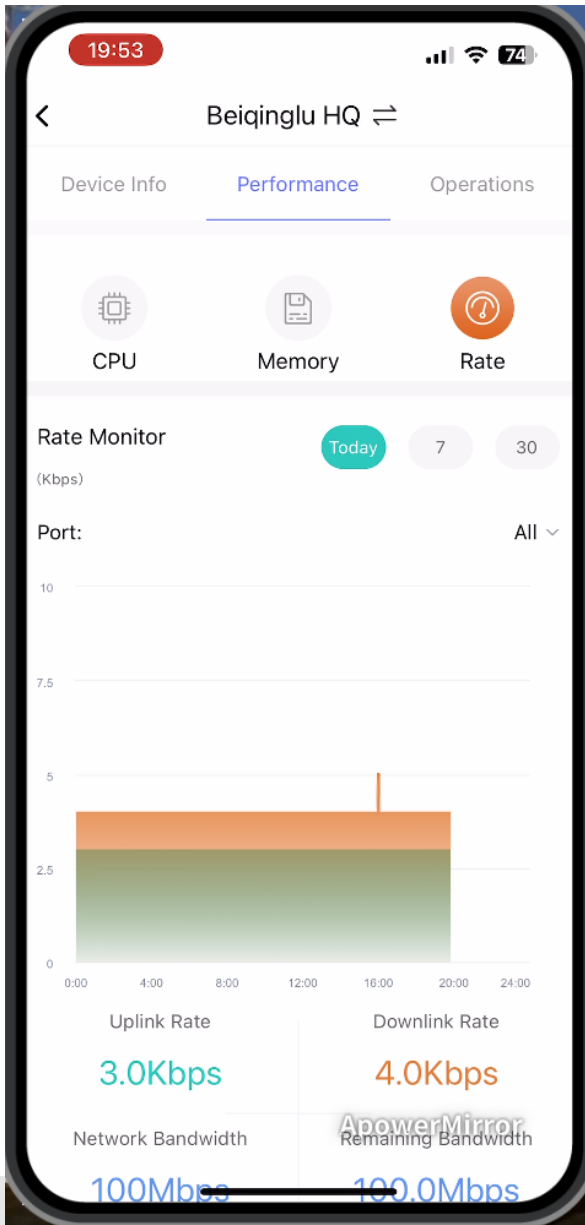 19:53
74
Beiqinglu HQ
Device Info Performance Operations
CPU Memory Rate
Rate Monitor Today 7 30
(Kbps)
Port: All
10
7.5
5
2.5
0
0:00 4:00 8:00 12:00 16:00 20:00 24:00
Uplink Rate Downlink Rate
3.0Kbps 4.0Kbps
ApowerMirror
Network Bandwidth Remaining Bandwidth
100Mbps 100.0Mbps